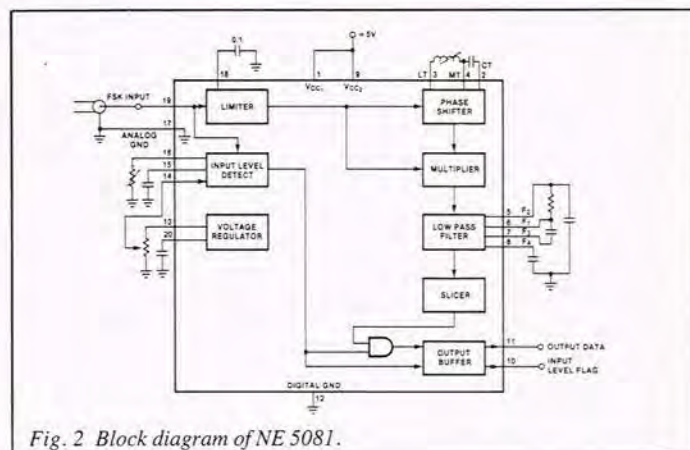 +5V
0.1
18
1
9
LT 3 MT 4 CT 2
VCC1
VCC2
FSK INPUT
19
LIMITER
PHASE
SHIFTER
17
ANALOG
GND
16
15
14
INPUT LEVEL
DETECT
MULTIPLIER
13
20
VOLTAGE
REGULATOR
LOW PASS
FILTER
5 F2
6 F1
7 F3
8 F4
SLICER
OUTPUT
BUFFER
11
OUTPUT DATA
10
INPUT
LEVEL FLAG
DIGITAL GND
12
Fig. 2 Block diagram of NE 5081.